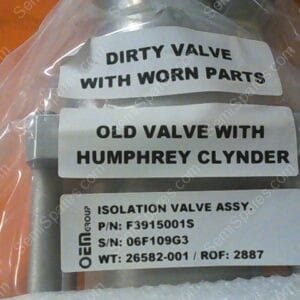 DIRTY VALVE
WITH WORN PARTS
OLD VALVE WITH
HUMPHREY CLYNDER
OEM GROUP
ISOLATION VALVE ASSY.
P/N: F3915001S
S/N: 06F109G3
WT: 26582-001 / ROF: 2887